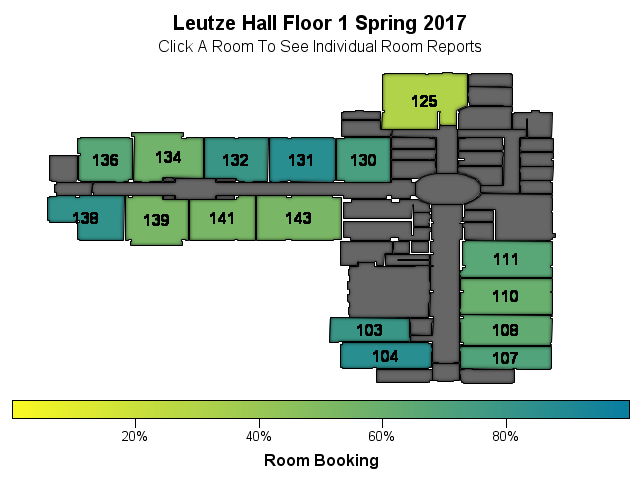 Leutze Hall Floor 1 Spring 2017
Click A Room To See Individual Room Reports
125
136 134 132 131 130
138 139 141 143
111
110
103 108
104 107
20% 40% 60% 80%
Room Booking